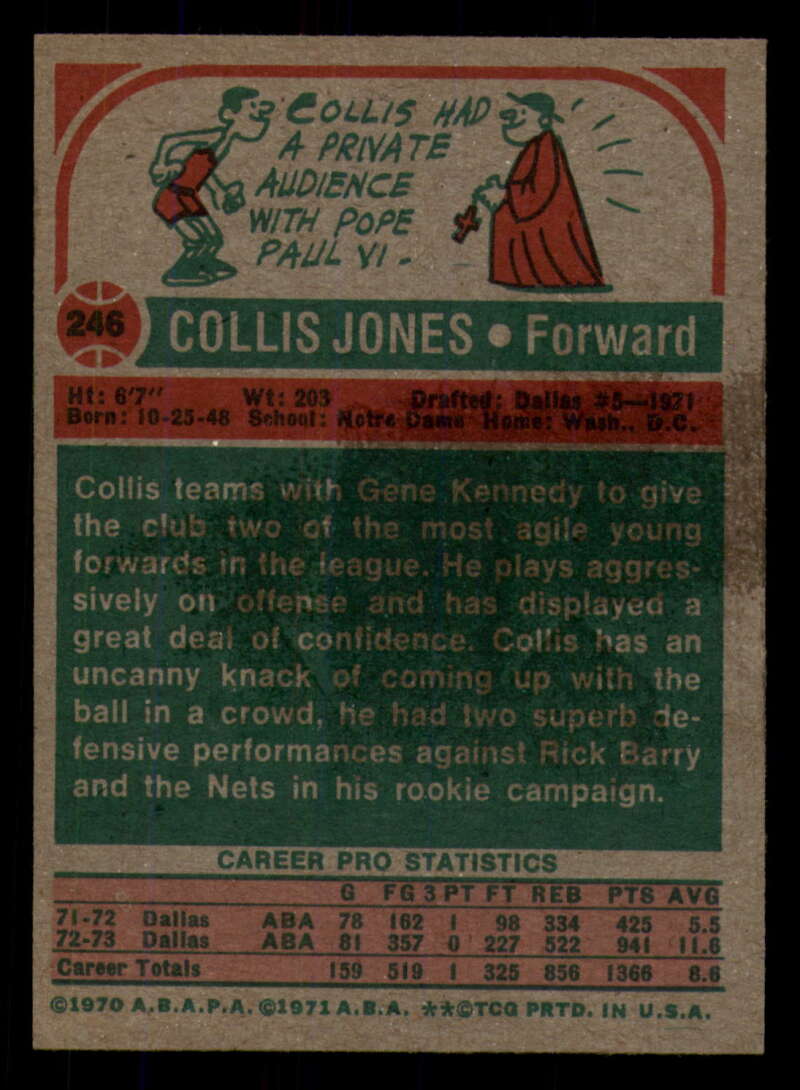 COLLIS HAD
A PRIVATE
AUDIENCE
WITH POPE
PAUL VI.
246
COLLIS JONES • Forward
Ht: 6'7" Wt: 203 Drafted: Dallas #5—1971
Born: 10-25-48 School: Notre Dame Home: Wash., D.C.
Collis teams with Gene Kennedy to give
the club two of the most agile young
forwards in the league. He plays aggres-
sively on offense and has displayed a
great deal of confidence. Collis has an
uncanny knack of coming up with the
ball in a crowd, he had two superb de-
fensive performances against Rick Barry
and the Nets in his rookie campaign.
CAREER PRO STATISTICS
G FG 3PT FT REB PTS AVG
71-72 Dallas ABA 78 162 1 98 334 425 5.5
72-73 Dallas ABA 81 357 0 227 522 941 11.6
Career Totals 159 519 1 325 856 1366 8.6
©1970 A.B.A.P.A. ©1971 A.B.A. **©TCG PRTD. IN U.S.A.